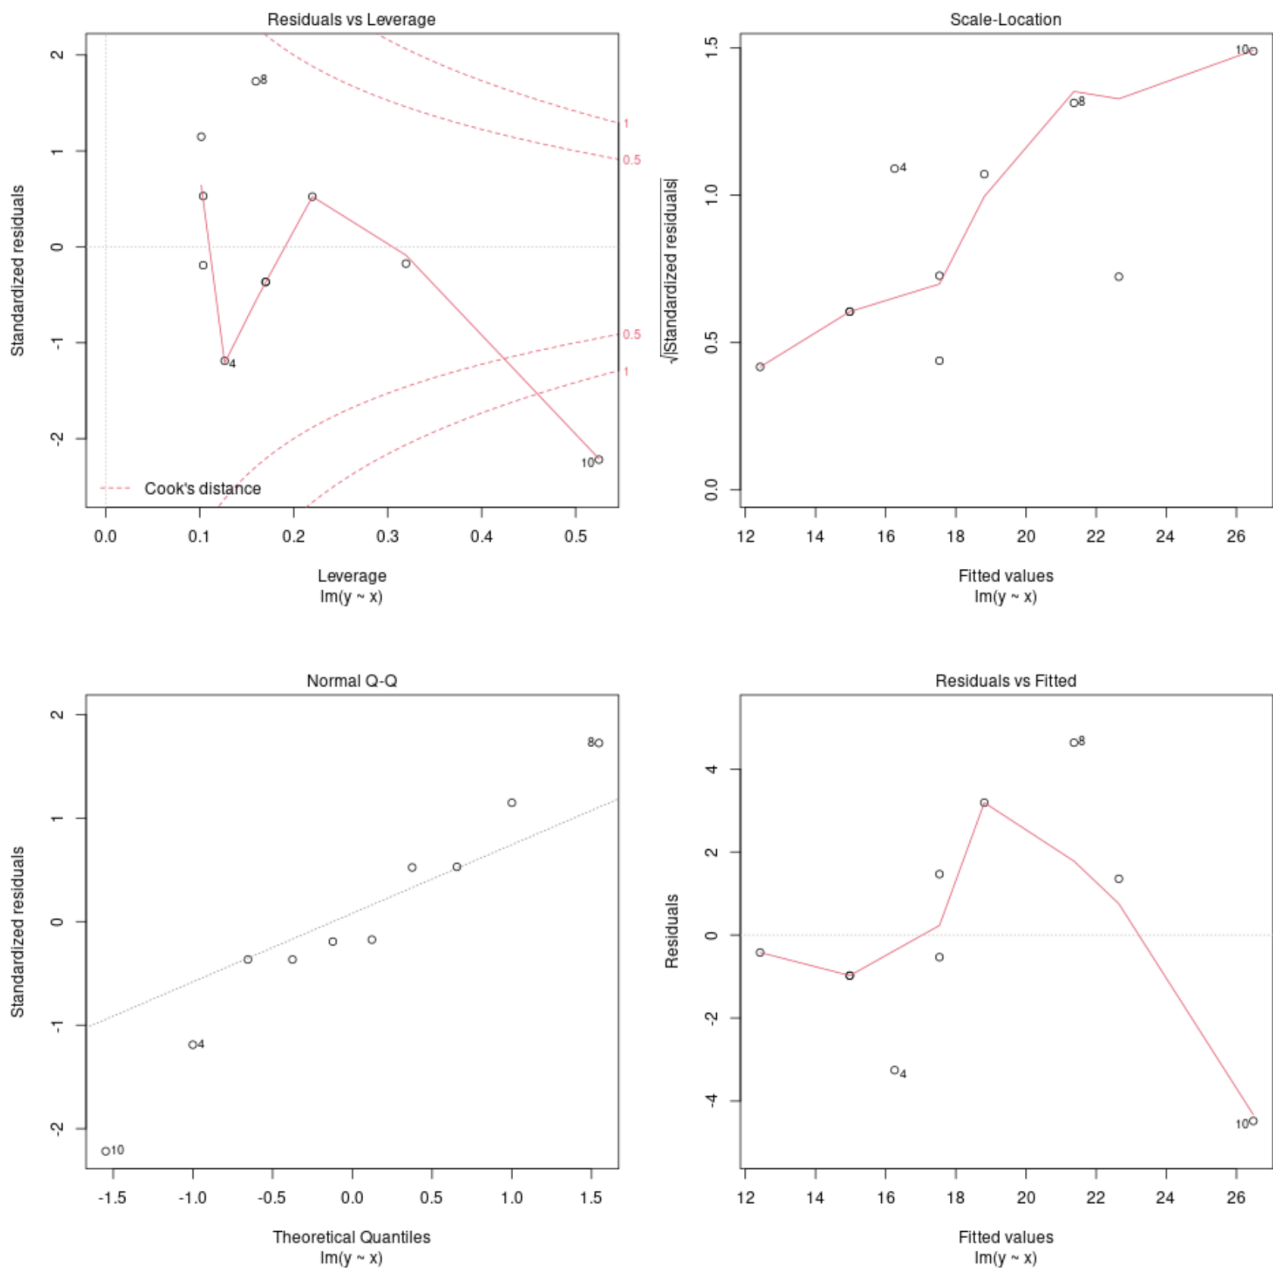 Residuals vs Leverage
Standardized residuals
2
1
0
-1
-2
8
4
10
1
0.5
0.5
1
Cook's distance
0.0 0.1 0.2 0.3 0.4 0.5
Leverage
lm(y ~ x)
Scale-Location
√|Standardized residuals|
1.5
1.0
0.5
0.0
10
8
4
12 14 16 18 20 22 24 26
Fitted values
lm(y ~ x)
Normal Q-Q
Standardized residuals
2
1
0
-1
-2
8
4
10
-1.5 -1.0 -0.5 0.0 0.5 1.0 1.5
Theoretical Quantiles
lm(y ~ x)
Residuals vs Fitted
Residuals
4
2
0
-2
-4
8
4
10
12 14 16 18 20 22 24 26
Fitted values
lm(y ~ x)